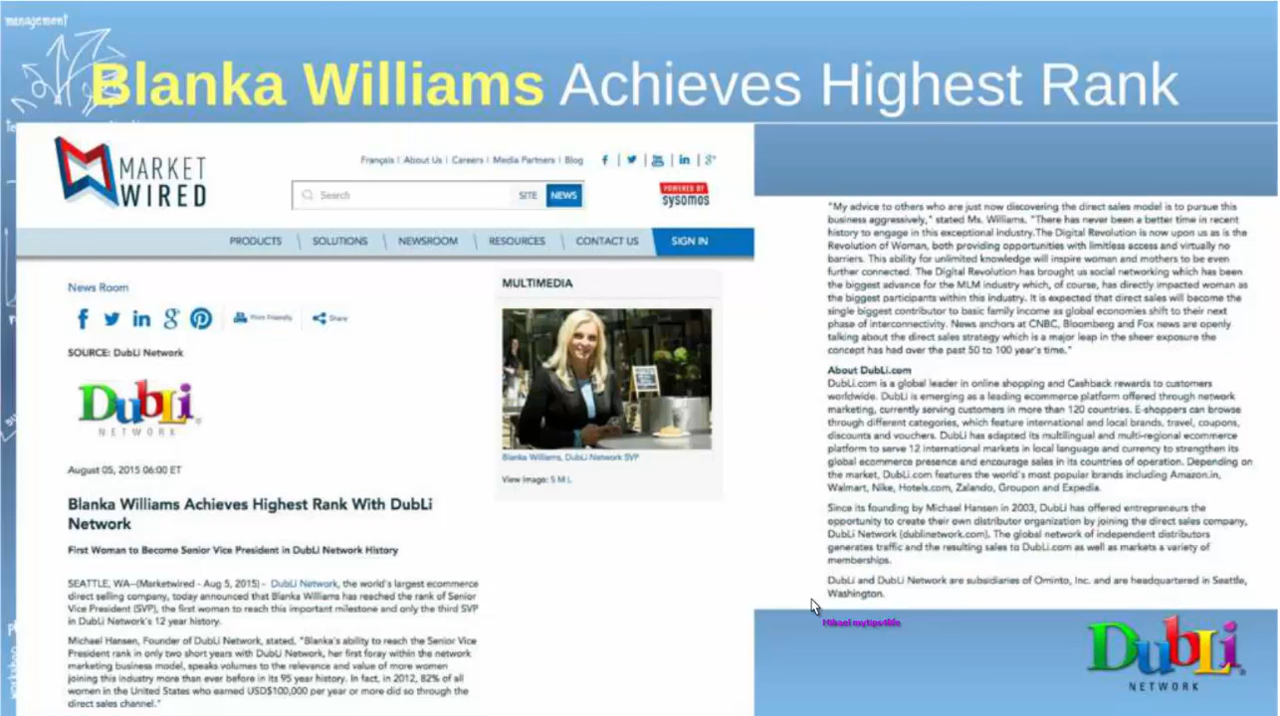 management
Blanka Williams Achieves Highest Rank
MARKET
WIRED
Français | About Us | Careers | Media Partners | Blog
Search
SITE
NEWS
POWERED BY
sysomos
PRODUCTS
SOLUTIONS
NEWSROOM
RESOURCES
CONTACT US
SIGN IN
News Room
Print Friendly
Share
SOURCE: DubLi Network
DubLi
NETWORK
August 05, 2015 06:00 ET
Blanka Williams Achieves Highest Rank With DubLi
Network
First Woman to Become Senior Vice President in DubLi Network History
SEATTLE, WA--(Marketwired - Aug 5, 2015) - DubLi Network, the world's largest ecommerce
direct selling company, today announced that Blanka Williams has reached the rank of Senior
Vice President (SVP), the first woman to reach this important milestone and only the third SVP
in DubLi Network's 12 year history.
Michael Hansen, Founder of DubLi Network, stated, "Blanka's ability to reach the Senior Vice
President rank in only two short years with DubLi Network, her first foray within the network
marketing business model, speaks volumes to the relevance and value of more women
joining this industry more than ever before in its 95 year history. In fact, in 2012, 82% of all
women in the United States who earned USD$100,000 per year or more did so through the
direct sales channel."
MULTIMEDIA
Blanka Williams, DubLi Network SVP
View Image: S M L
"My advice to others who are just now discovering the direct sales model is to pursue this
business aggressively," stated Ms. Williams. "There has never been a better time in recent
history to engage in this exceptional industry.The Digital Revolution is now upon us as is the
Revolution of Woman, both providing opportunities with limitless access and virtually no
barriers. This ability for unlimited knowledge will inspire woman and mothers to be even
further connected. The Digital Revolution has brought us social networking which has been
the biggest advance for the MLM industry which, of course, has directly impacted woman as
the biggest participants within this industry. It is expected that direct sales will become the
single biggest contributor to basic family income as global economies shift to their next
phase of interconnectivity. News anchors at CNBC, Bloomberg and Fox news are openly
talking about the direct sales strategy which is a major leap in the sheer exposure the
concept has had over the past 50 to 100 year's time."
About DubLi.com
DubLi.com is a global leader in online shopping and Cashback rewards to customers
worldwide. DubLi is emerging as a leading ecommerce platform offered through network
marketing, currently serving customers in more than 120 countries. E-shoppers can browse
through different categories, which feature international and local brands, travel, coupons,
discounts and vouchers. DubLi has adapted its multilingual and multi-regional ecommerce
platform to serve 12 international markets in local language and currency to strengthen its
global ecommerce presence and encourage sales in its countries of operation. Depending on
the market, DubLi.com features the world's most popular brands including Amazon.in,
Walmart, Nike, Hotels.com, Zalando, Groupon and Expedia.
Since its founding by Michael Hansen in 2003, DubLi has offered entrepreneurs the
opportunity to create their own distributor organization by joining the direct sales company,
DubLi Network (dublinetwork.com). The global network of independent distributors
generates traffic and the resulting sales to DubLi.com as well as markets a variety of
memberships.
DubLi and DubLi Network are subsidiaries of Ominto, Inc. and are headquartered in Seattle,
Washington.
Mikael mytips4life
DubLi
NETWORK